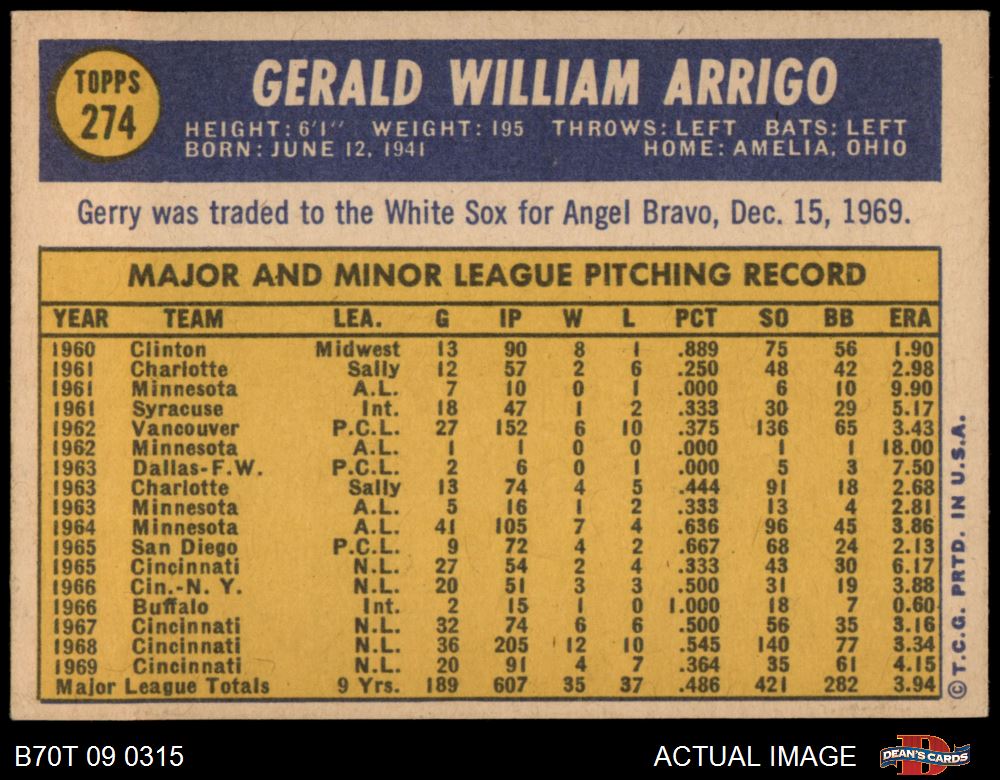 TOPPS
274
GERALD WILLIAM ARRIGO
HEIGHT: 6'1" WEIGHT: 195 THROWS: LEFT BATS: LEFT
BORN: JUNE 12, 1941 HOME: AMELIA, OHIO
Gerry was traded to the White Sox for Angel Bravo, Dec. 15, 1969.
MAJOR AND MINOR LEAGUE PITCHING RECORD
YEAR TEAM LEA. G IP W L PCT SO BB ERA
1960 Clinton Midwest 13 90 8 1 .889 75 56 1.90
1961 Charlotte Sally 12 57 2 6 .250 48 42 2.98
1961 Minnesota A.L. 7 10 0 1 .000 6 10 9.90
1961 Syracuse Int. 18 47 1 2 .333 30 29 5.17
1962 Vancouver P.C.L. 27 152 6 10 .375 136 65 3.43
1962 Minnesota A.L. 1 1 0 0 .000 1 1 18.00
1963 Dallas-F.W. P.C.L. 2 6 0 1 .000 5 3 7.50
1963 Charlotte Sally 13 74 4 5 .444 91 18 2.68
1963 Minnesota A.L. 5 16 1 2 .333 13 4 2.81
1964 Minnesota A.L. 41 105 7 4 .636 96 45 3.86
1965 San Diego P.C.L. 9 72 4 2 .667 68 24 2.13
1965 Cincinnati N.L. 27 54 2 4 .333 43 30 6.17
1966 Cin.-N. Y. N.L. 20 51 3 3 .500 31 19 3.88
1966 Buffalo Int. 2 15 1 0 1.000 18 7 0.60
1967 Cincinnati N.L. 32 74 6 6 .500 56 35 3.16
1968 Cincinnati N.L. 36 205 12 10 .545 140 77 3.34
1969 Cincinnati N.L. 20 91 4 7 .364 35 61 4.15
Major League Totals 9 Yrs. 189 607 35 37 .486 421 282 3.94
© T.C.G. PRTD. IN U.S.A.
B70T 09 0315 ACTUAL IMAGE DEAN'S CARDS